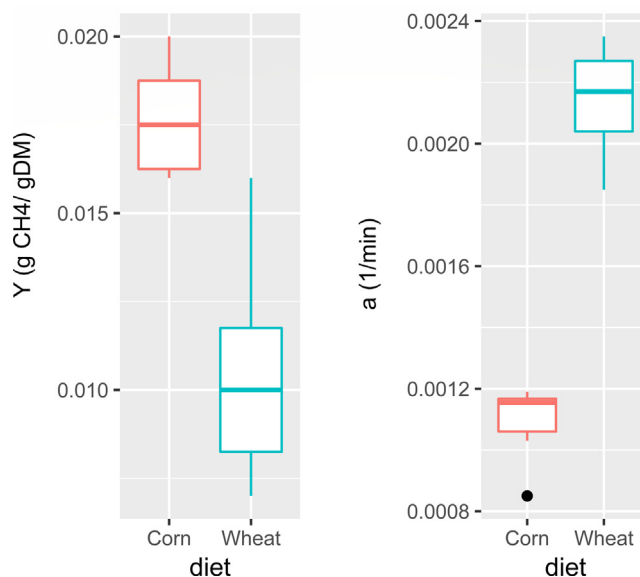 Y (g CH4/ gDM)
0.020
0.015
0.010
Corn
Wheat
diet
a (1/min)
0.0024
0.0020
0.0016
0.0012
0.0008
Corn
Wheat
diet